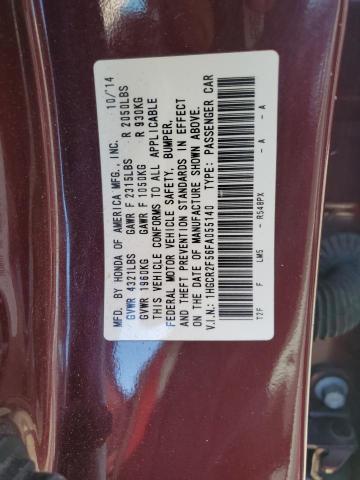 MFD. BY HONDA OF AMERICA MFG., INC. 10/14
GVWR 4321LBS GAWR F 2315LBS R 2050LBS
GVWR 1960KG GAWR F 1050KG R 930KG
THIS VEHICLE CONFORMS TO ALL APPLICABLE
FEDERAL MOTOR VEHICLE SAFETY, BUMPER,
AND THEFT PREVENTION STANDARDS IN EFFECT
ON THE DATE OF MANUFACTURE SHOWN ABOVE.
V.I.N.: 1HGCR2F56FA055140 TYPE: PASSENGER CAR
T2F F LM5 - R548PX - A - A